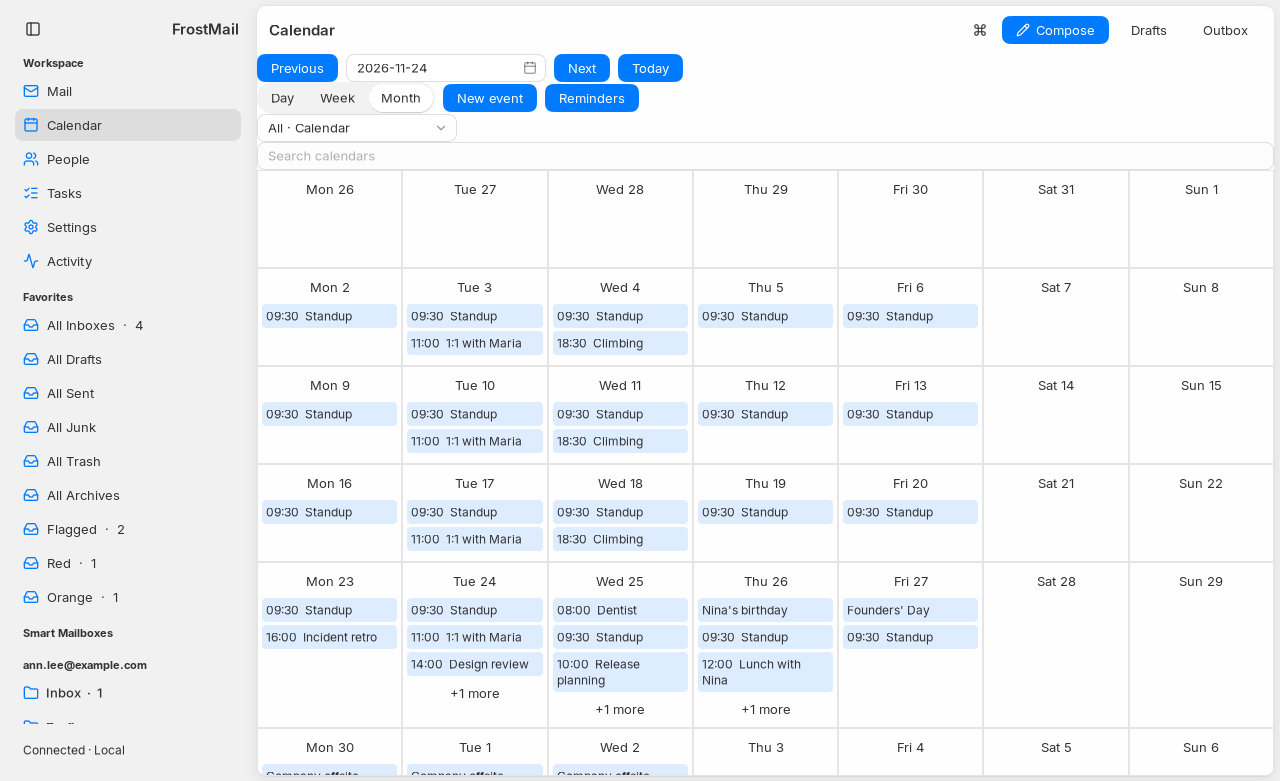 FrostMail
Workspace
Mail
Calendar
People
Tasks
Settings
Activity
Favorites
All Inboxes · 4
All Drafts
All Sent
All Junk
All Trash
All Archives
Flagged · 2
Red · 1
Orange · 1
Smart Mailboxes
ann.lee@example.com
Inbox · 1
Connected · Local
Calendar
⌘ Compose Drafts Outbox
Previous 2026-11-24 Next Today
Day Week Month New event Reminders
All · Calendar
Search calendars
Mon 26 Tue 27 Wed 28 Thu 29 Fri 30 Sat 31 Sun 1
Mon 2 Tue 3 Wed 4 Thu 5 Fri 6 Sat 7 Sun 8
09:30 Standup 09:30 Standup 09:30 Standup 09:30 Standup 09:30 Standup
11:00 1:1 with Maria 18:30 Climbing
Mon 9 Tue 10 Wed 11 Thu 12 Fri 13 Sat 14 Sun 15
09:30 Standup 09:30 Standup 09:30 Standup 09:30 Standup 09:30 Standup
11:00 1:1 with Maria 18:30 Climbing
Mon 16 Tue 17 Wed 18 Thu 19 Fri 20 Sat 21 Sun 22
09:30 Standup 09:30 Standup 09:30 Standup 09:30 Standup 09:30 Standup
11:00 1:1 with Maria 18:30 Climbing
Mon 23 Tue 24 Wed 25 Thu 26 Fri 27 Sat 28 Sun 29
09:30 Standup 09:30 Standup 08:00 Dentist Nina's birthday Founders' Day
16:00 Incident retro 11:00 1:1 with Maria 09:30 Standup 09:30 Standup 09:30 Standup
14:00 Design review 10:00 Release planning 12:00 Lunch with Nina
+1 more +1 more +1 more
Mon 30 Tue 1 Wed 2 Thu 3 Fri 4 Sat 5 Sun 6
Company offsite Company offsite Company offsite